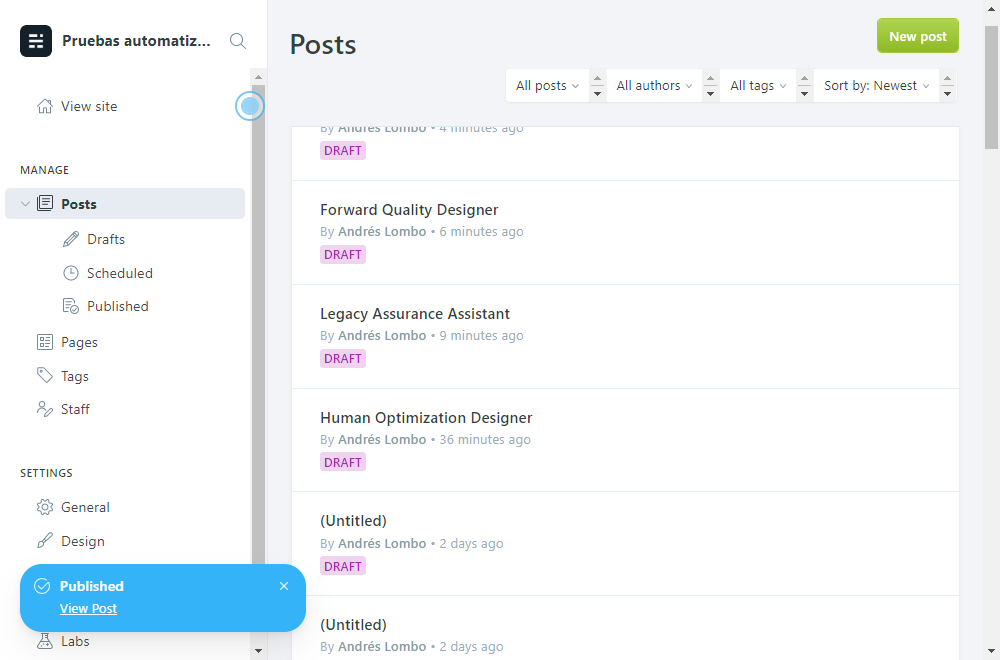 Pruebas automatiz...
View site
MANAGE
Posts
Drafts
Scheduled
Published
Pages
Tags
Staff
SETTINGS
General
Design
Published
View Post
Labs
Posts
New post
All posts
All authors
All tags
Sort by: Newest
By Andrés Lombo • 4 minutes ago
DRAFT
Forward Quality Designer
By Andrés Lombo • 6 minutes ago
DRAFT
Legacy Assurance Assistant
By Andrés Lombo • 9 minutes ago
DRAFT
Human Optimization Designer
By Andrés Lombo • 36 minutes ago
DRAFT
(Untitled)
By Andrés Lombo • 2 days ago
DRAFT
(Untitled)
By Andrés Lombo • 2 days ago